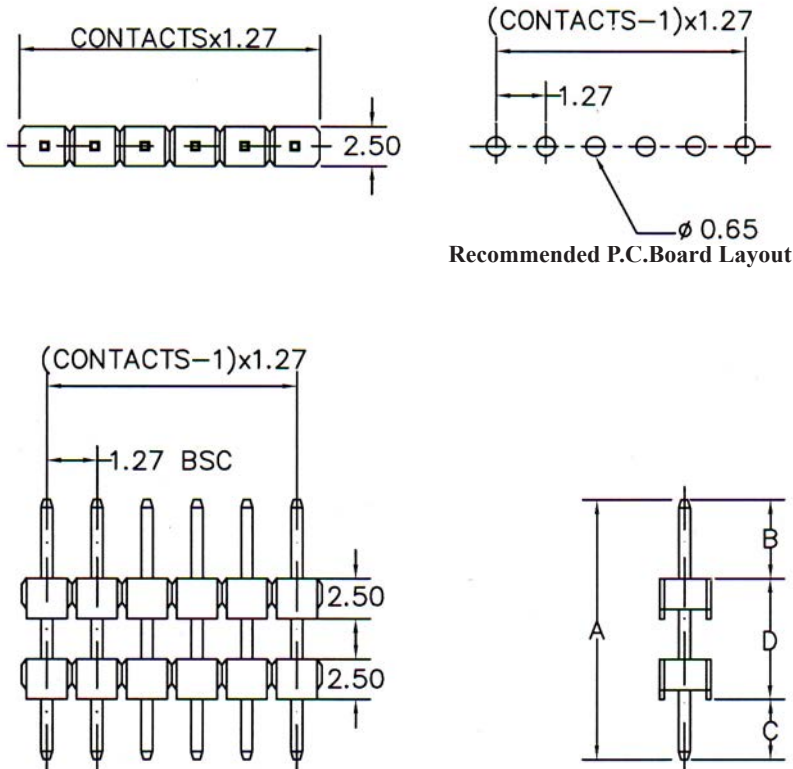 CONTACTSx1.27
2.50
(CONTACTS-1)x1.27
1.27
ø 0.65
Recommended P.C.Board Layout
(CONTACTS-1)x1.27
1.27 BSC
2.50
2.50
A
B
D
C